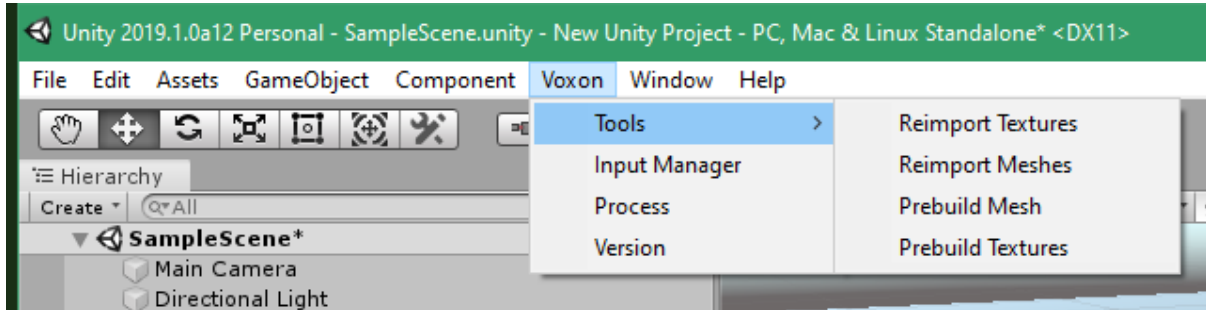 Unity 2019.1.0a12 Personal - SampleScene.unity - New Unity Project - PC, Mac & Linux Standalone* <DX11>
File Edit Assets GameObject Component Voxon Window Help
Tools > Reimport Textures
Input Manager Reimport Meshes
Process Prebuild Mesh
Version Prebuild Textures
Hierarchy
Create All
SampleScene*
Main Camera
Directional Light